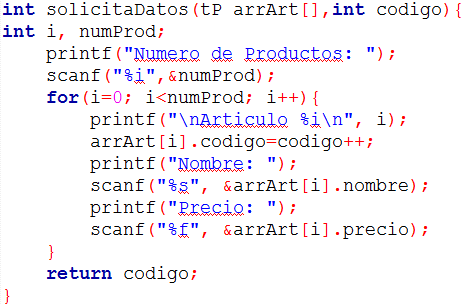 int solicitaDatos(tP arrArt[],int codigo){
int i, numProd;
    printf("Numero de Productos: ");
    scanf("%i",&numProd);
    for(i=0; i<numProd; i++){
        printf("\nArticulo %i\n", i);
        arrArt[i].codigo=codigo++;
        printf("Nombre: ");
        scanf("%s", &arrArt[i].nombre);
        printf("Precio: ");
        scanf("%f", &arrArt[i].precio);
    }
    return codigo;
}